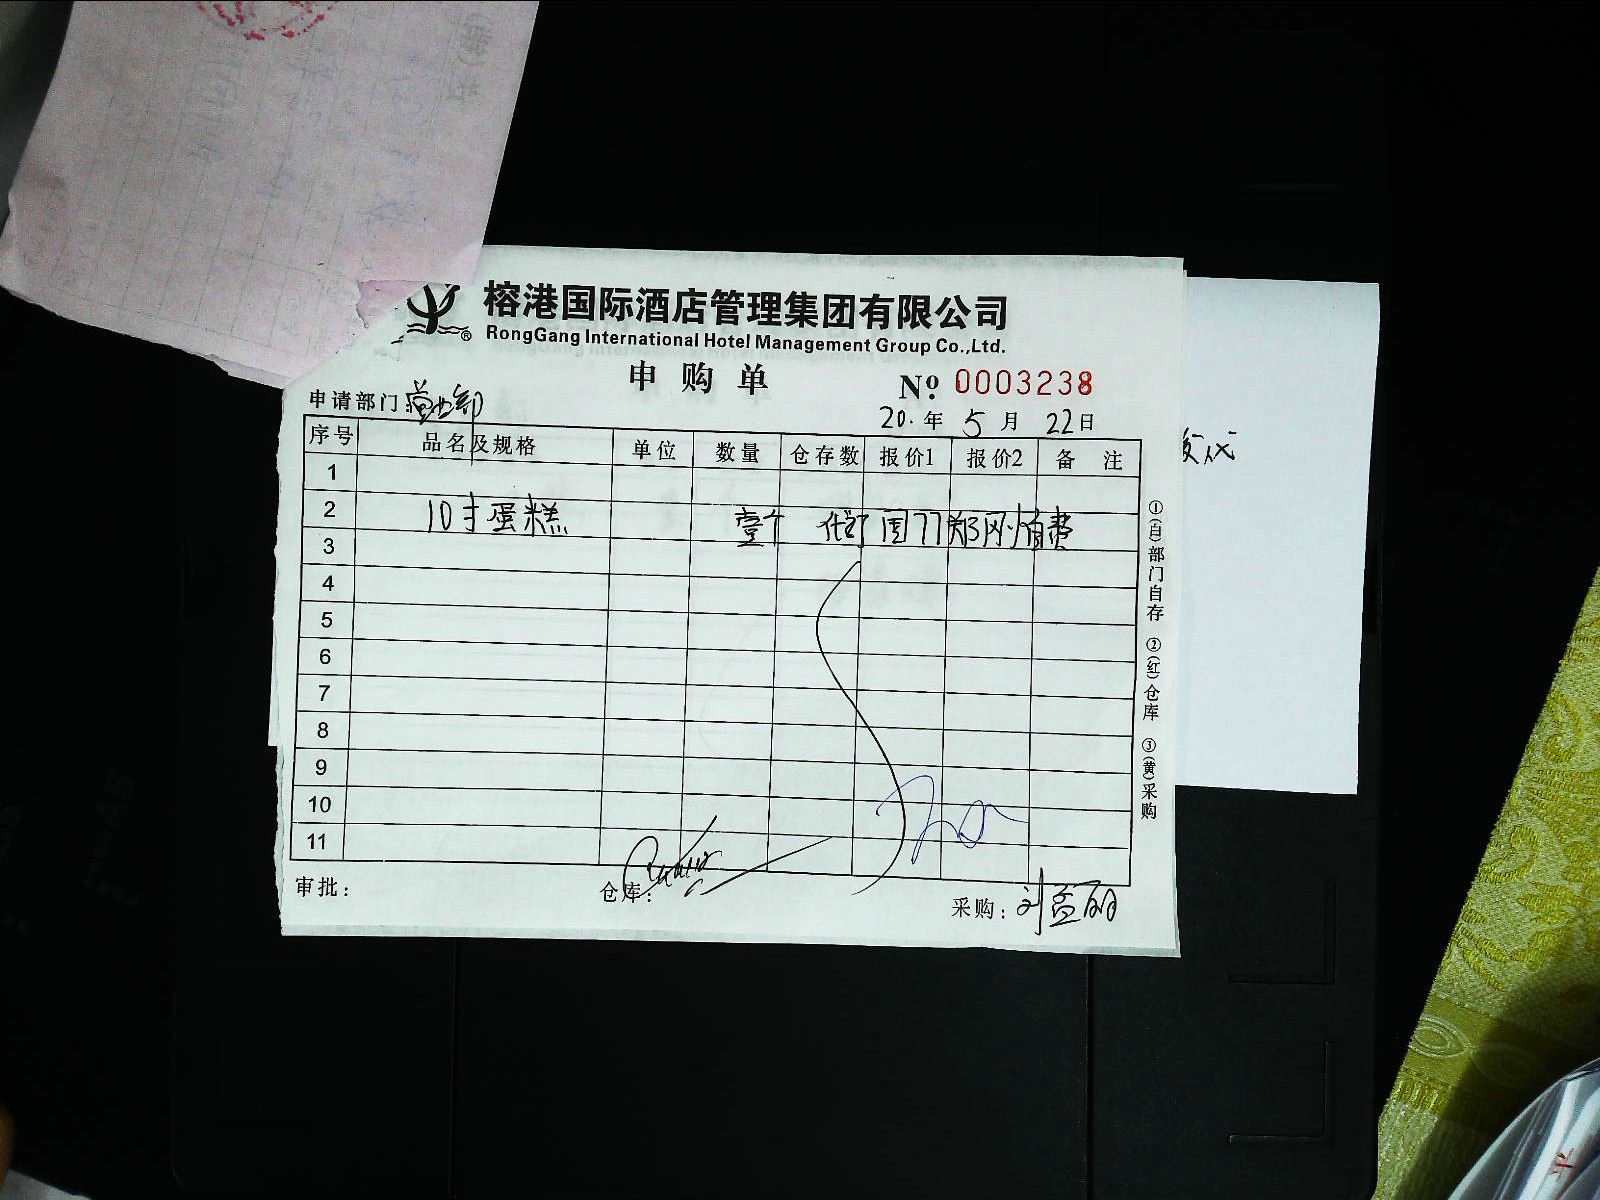 榕港国际酒店管理集团有限公司
RongGang International Hotel Management Group Co.,Ltd.
申购单
Nº 0003238
申请部门:营业部
20. 年 5 月 22日
序号 品名及规格 单位 数量 仓存数 报价1 报价2 备 注
1
2 10寸蛋糕 壹个
3
4
5
6
7
8
9
10
11
审批: 仓库: 采购:刘益丽
①(白)部门自存 ②(红)仓库 ③(黄)采购